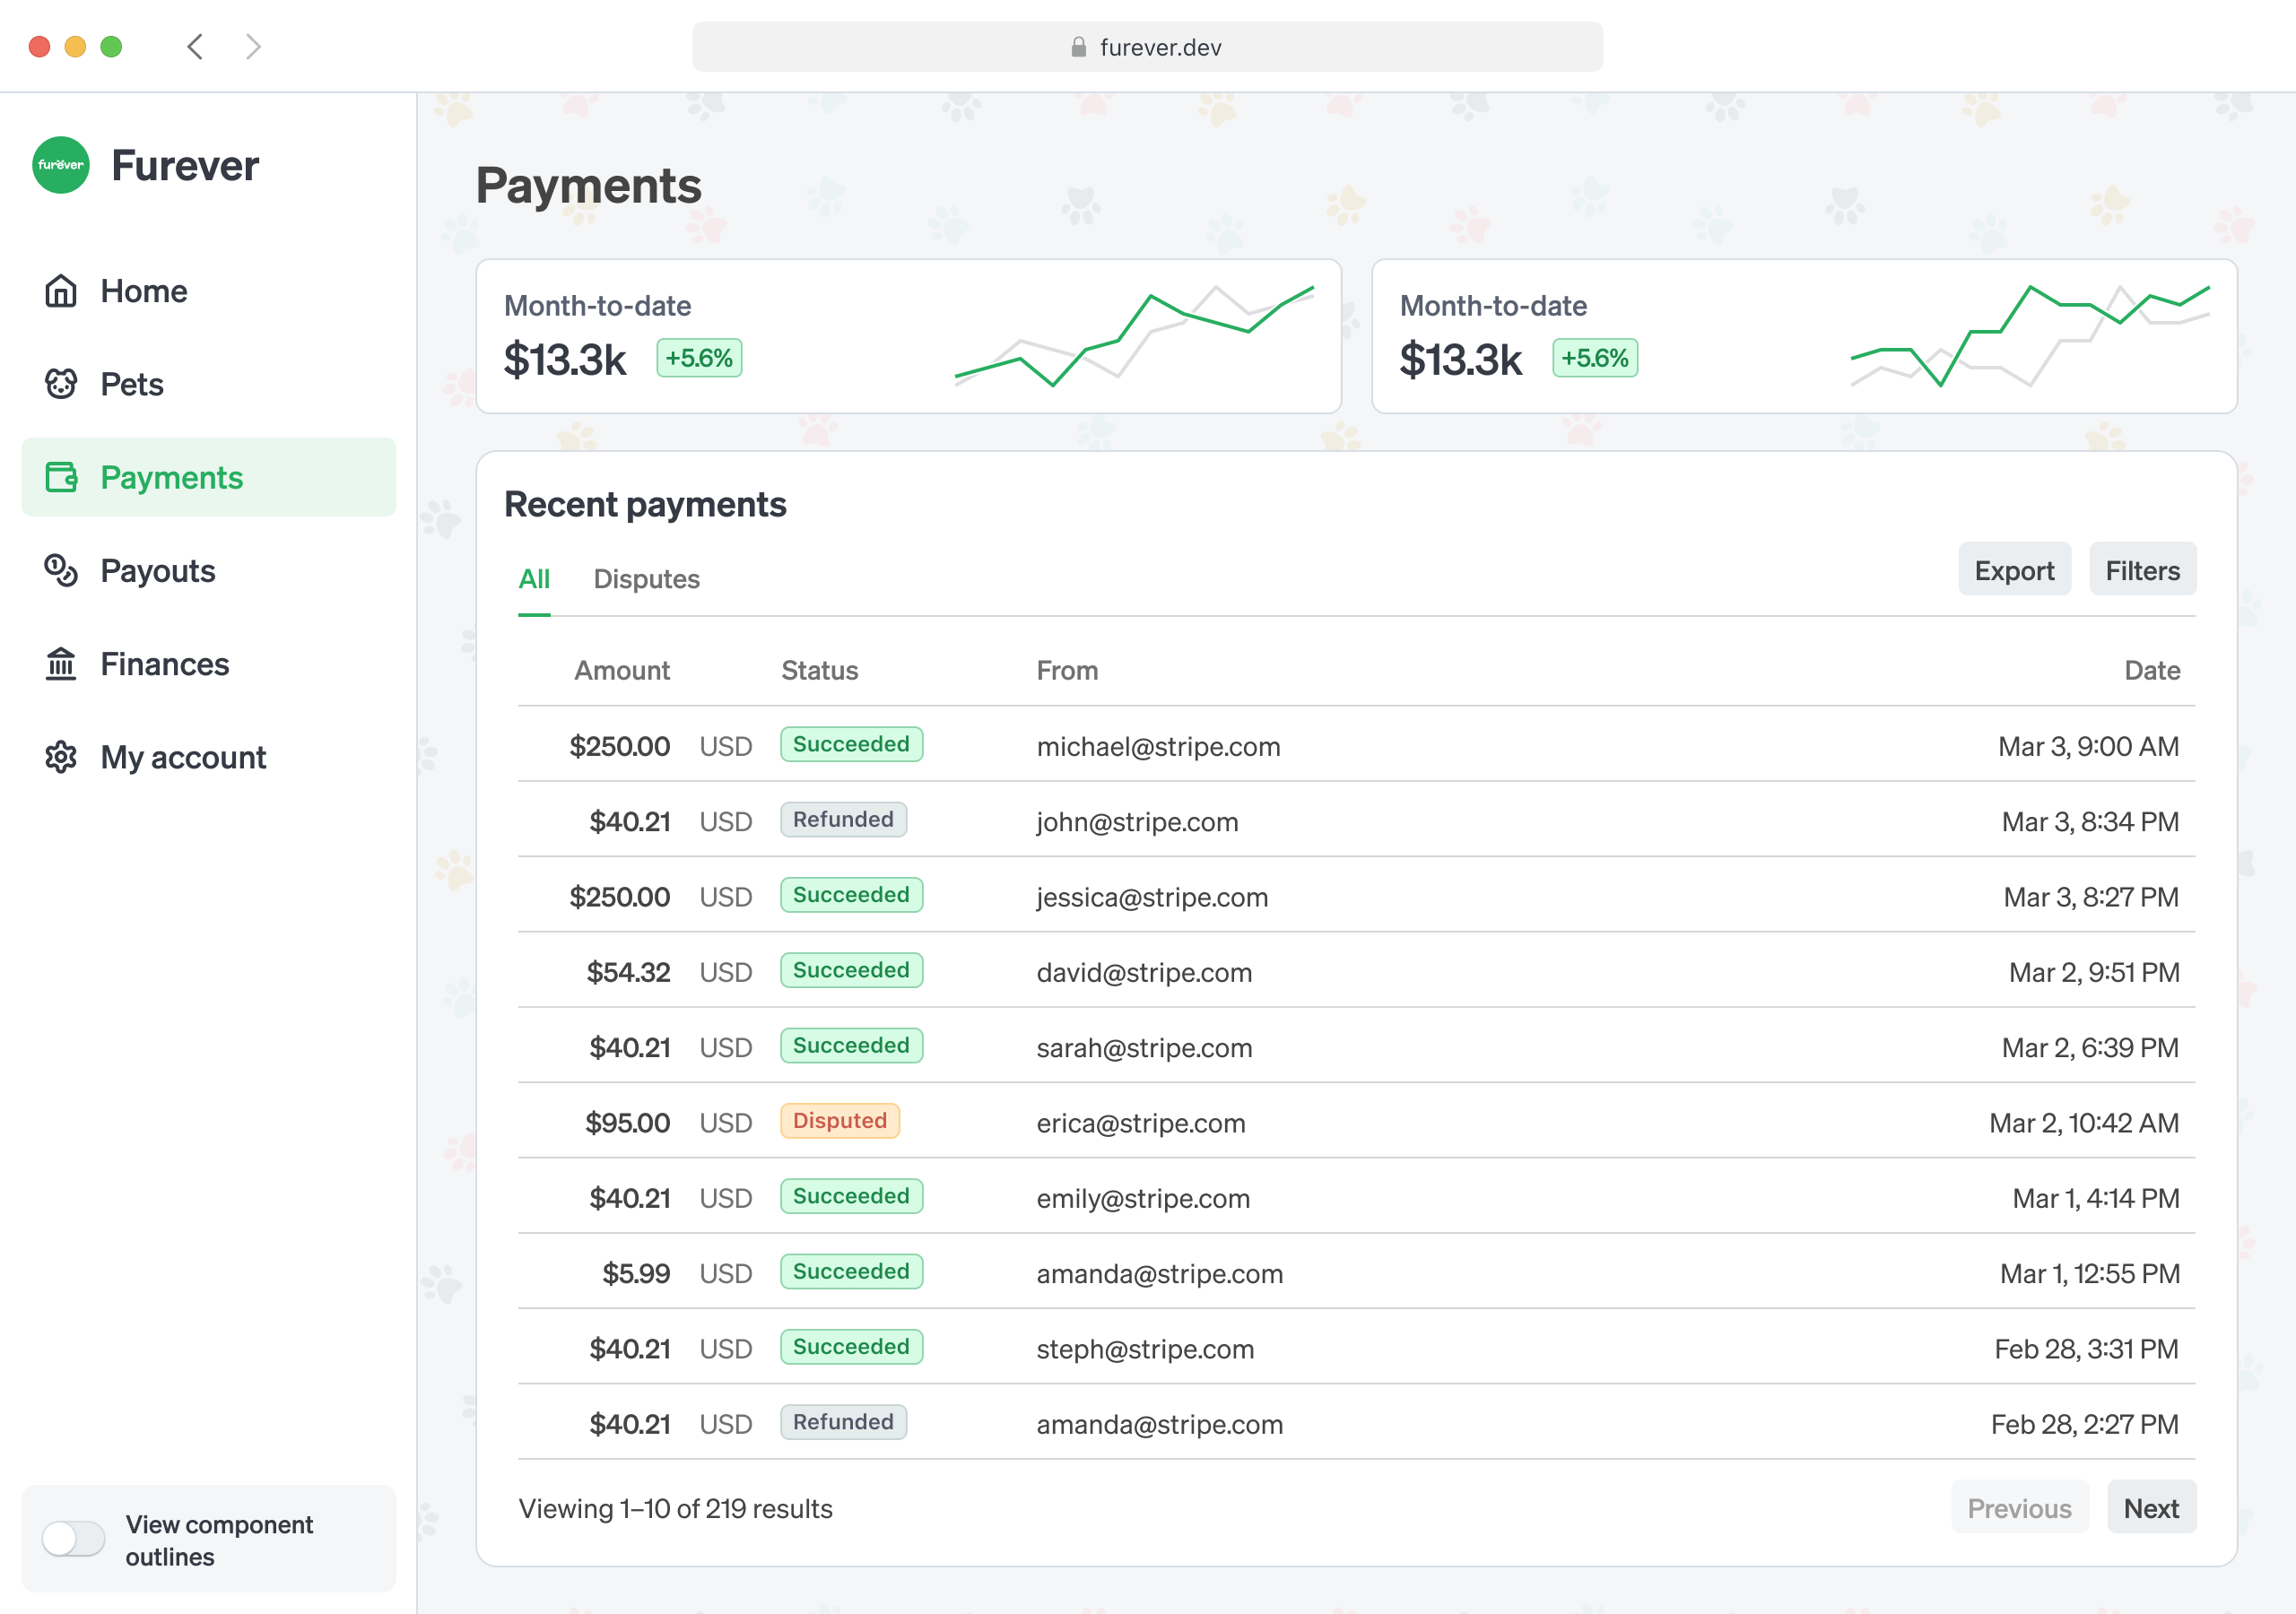 furever.dev
furever
Furever
Home
Pets
Payments
Payouts
Finances
My account
View component
outlines
Payments
Month-to-date
$13.3k +5.6%
Month-to-date
$13.3k +5.6%
Recent payments
All Disputes Export Filters
Amount Status From Date
$250.00 USD Succeeded michael@stripe.com Mar 3, 9:00 AM
$40.21 USD Refunded john@stripe.com Mar 3, 8:34 PM
$250.00 USD Succeeded jessica@stripe.com Mar 3, 8:27 PM
$54.32 USD Succeeded david@stripe.com Mar 2, 9:51 PM
$40.21 USD Succeeded sarah@stripe.com Mar 2, 6:39 PM
$95.00 USD Disputed erica@stripe.com Mar 2, 10:42 AM
$40.21 USD Succeeded emily@stripe.com Mar 1, 4:14 PM
$5.99 USD Succeeded amanda@stripe.com Mar 1, 12:55 PM
$40.21 USD Succeeded steph@stripe.com Feb 28, 3:31 PM
$40.21 USD Refunded amanda@stripe.com Feb 28, 2:27 PM
Viewing 1–10 of 219 results Previous Next